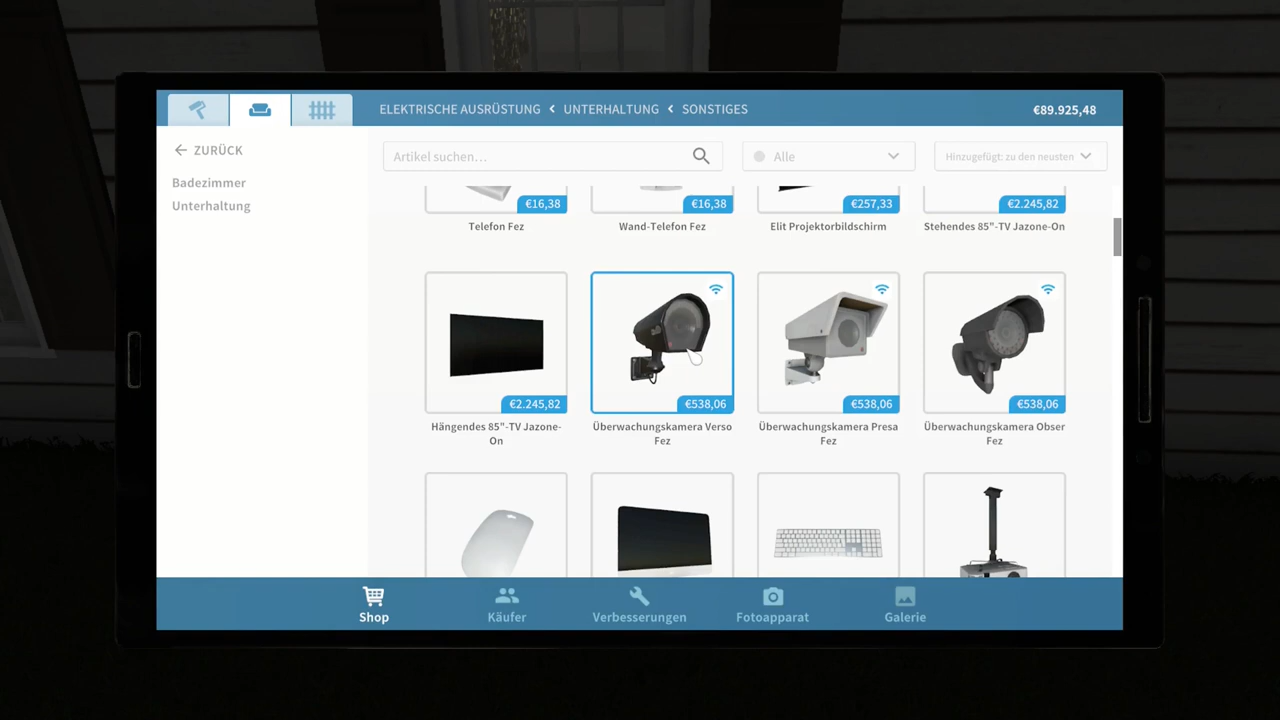 ELEKTRISCHE AUSRÜSTUNG < UNTERHALTUNG < SONSTIGES
€89.925,48
ZURÜCK
Badezimmer
Unterhaltung
Artikel suchen...
Alle
Hinzugefügt: zu den neusten
€16,38
€16,38
€257,33
€2.245,82
Telefon Fez
Wand-Telefon Fez
Elit Projektorbildschirm
Stehendes 85"-TV Jazone-On
€2.245,82
€538,06
€538,06
€538,06
Hängendes 85"-TV Jazone-
On
Überwachungskamera Verso
Fez
Überwachungskamera Presa
Fez
Überwachungskamera Obser
Fez
Shop
Käufer
Verbesserungen
Fotoapparat
Galerie